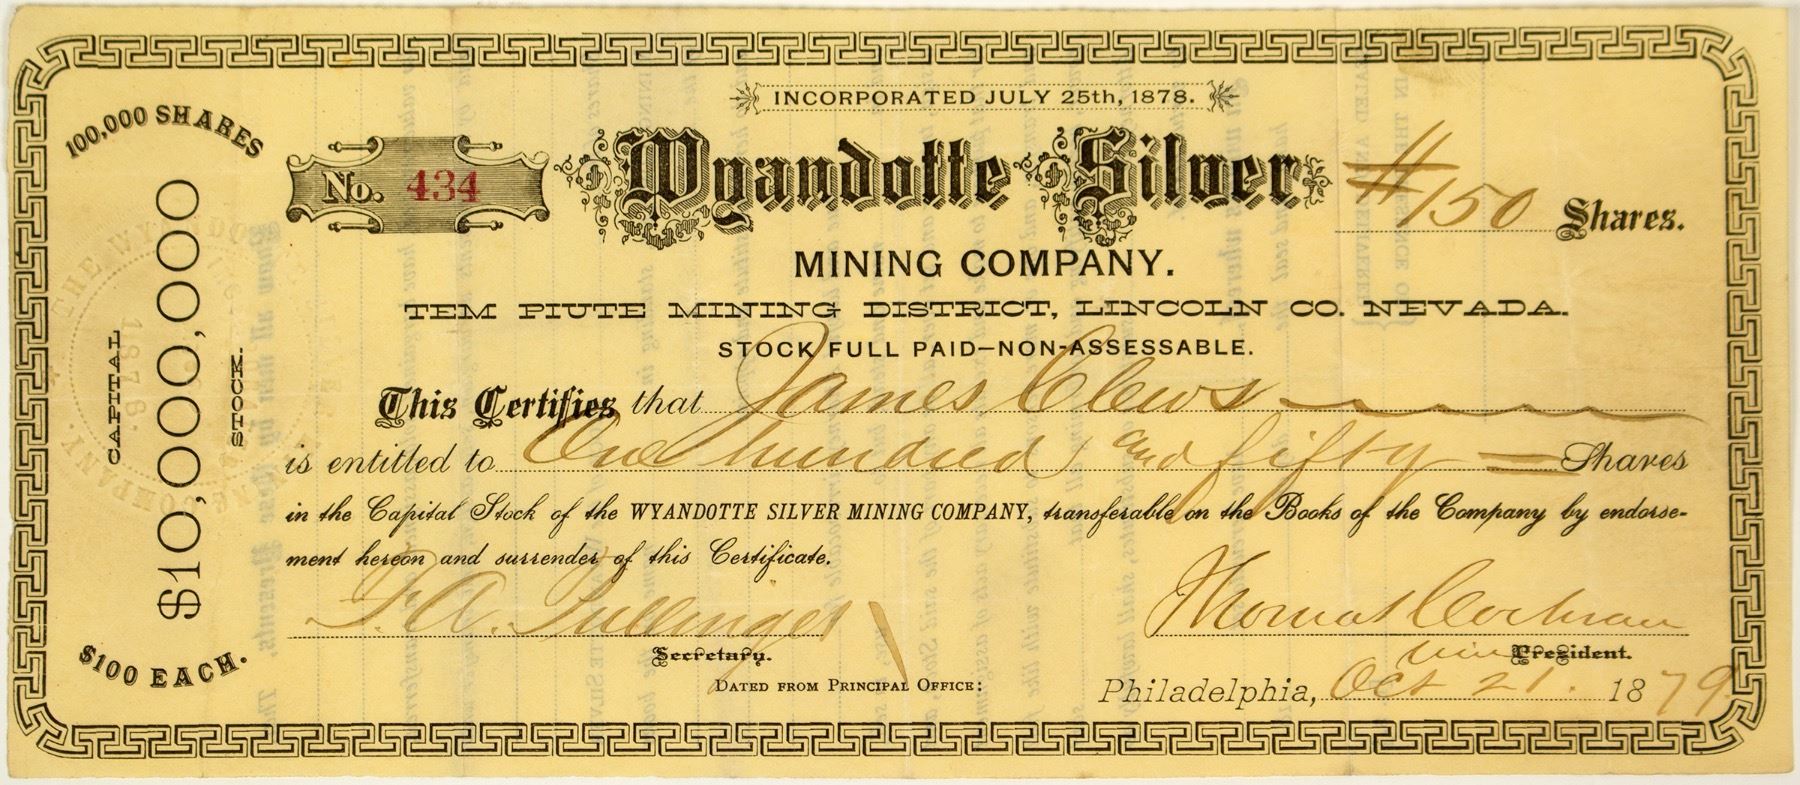 INCORPORATED JULY 25th, 1878.
100,000 SHARES
No. 434
Wyandotte Silver
#150 Shares.
MINING COMPANY.
TEM PIUTE MINING DISTRICT, LINCOLN CO. NEVADA.
STOCK FULL PAID—NON-ASSESSABLE.
CAPITAL
$10,000,000
STOCK.
This Certifies that James Clews
is entitled to One hundred and fifty Shares
in the Capital Stock of the WYANDOTTE SILVER MINING COMPANY, transferable on the Books of the Company by endorse-
ment hereon and surrender of this Certificate.
T. A. Pullinger
Thomas Cochran
Secretary.
President.
$100 EACH.
DATED FROM PRINCIPAL OFFICE:
Philadelphia, Oct 21. 1879